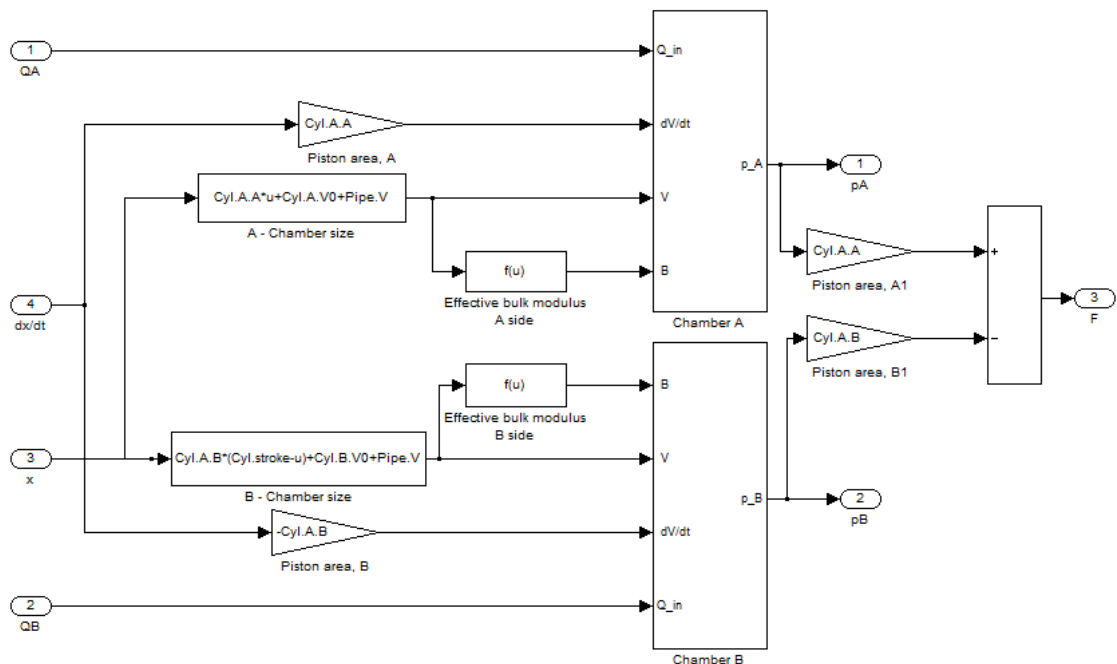 1
QA
Q_in
Cyl.A.A
Piston area, A
dV/dt
p_A
1
pA
Cyl.A.A*u+Cyl.A.V0+Pipe.V
A - Chamber size
V
Cyl.A.A
Piston area, A1
+
f(u)
Effective bulk modulus
A side
B
4
dx/dt
Chamber A
3
F
Cyl.A.B
Piston area, B1
−
f(u)
Effective bulk modulus
B side
B
3
x
Cyl.A.B*(Cyl.stroke-u)+Cyl.B.V0+Pipe.V
B - Chamber size
V
p_B
2
pB
-Cyl.A.B
Piston area, B
dV/dt
2
QB
Q_in
Chamber B